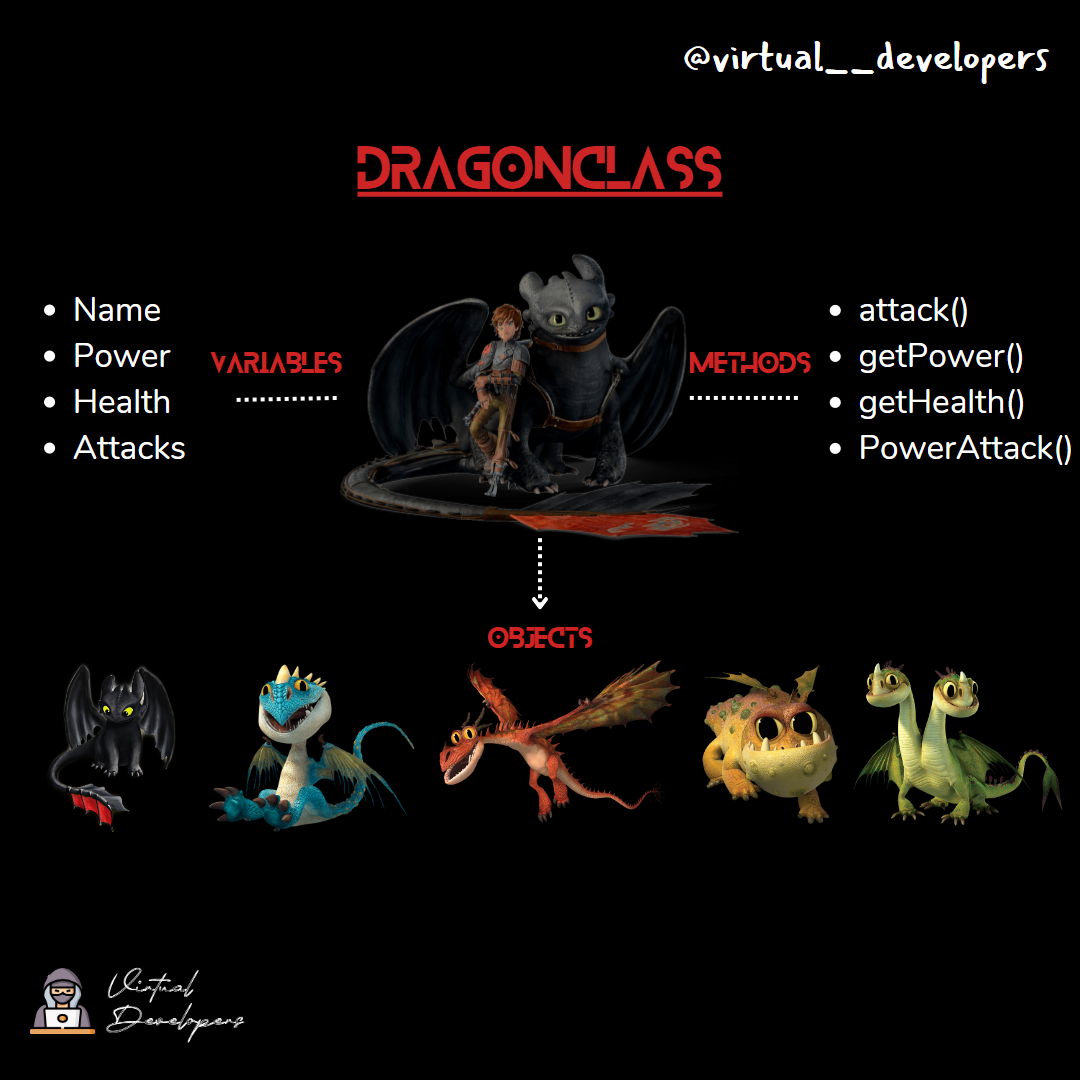 @virtual__developers
DRAGONCLASS
• Name
• Power
• Health
• Attacks
VARIABLES
METHODS
• attack()
• getPower()
• getHealth()
• PowerAttack()
OBJECTS
Virtual
Developers